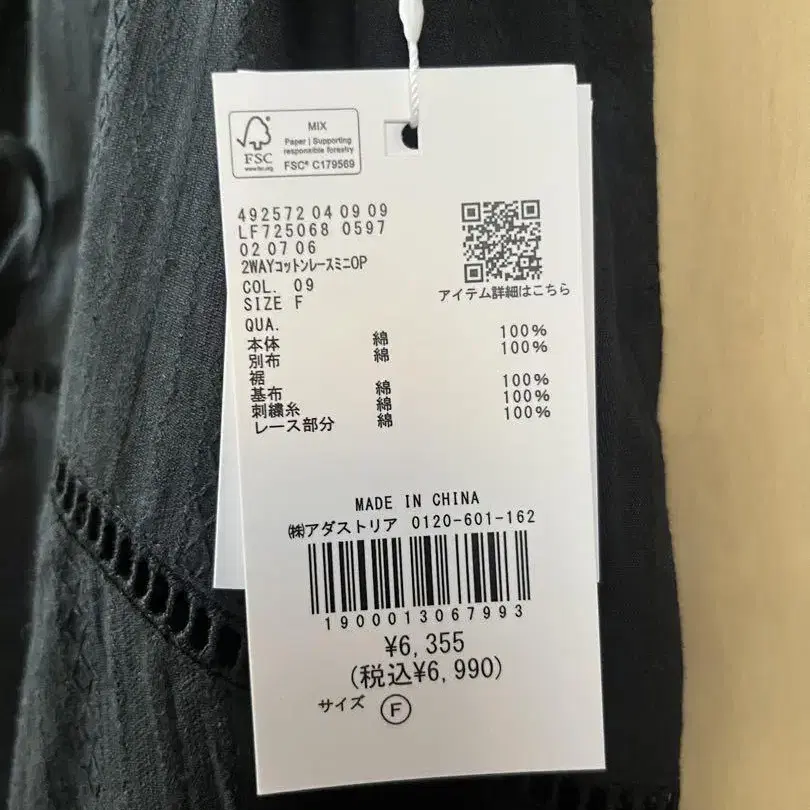 FSC
www.fsc.org
MIX
Paper | Supporting
responsible forestry
FSC® C179569
492572 04 09 09
LF725068 0597
02 07 06
2WAYコットンレースミニOP
COL. 09
SIZE F
アイテム詳細はこちら
QUA.
本体 綿 100%
別布 綿 100%
裾
基布 綿 100%
刺繍糸 綿 100%
レース部分 綿 100%
MADE IN CHINA
㈱アダストリア 0120-601-162
1900013067993
¥6,355
(税込¥6,990)
サイズ F